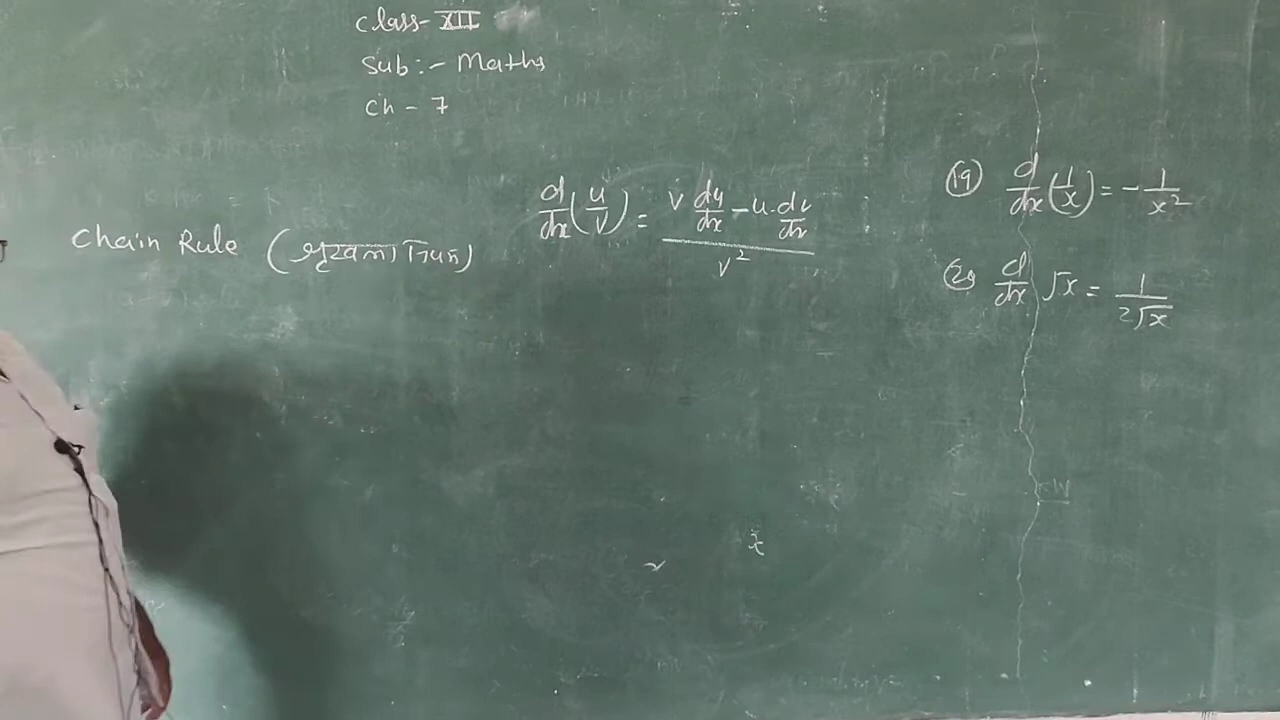 Class-XII
Sub:- Maths
Ch - 7
Chain Rule (शृंखला नियम)
d/dx (u/v) = (v du/dx - u. dv/dx) / v²
(19) d/dx (1/x) = - 1/x²
(20) d/dx √x = 1/(2√x)